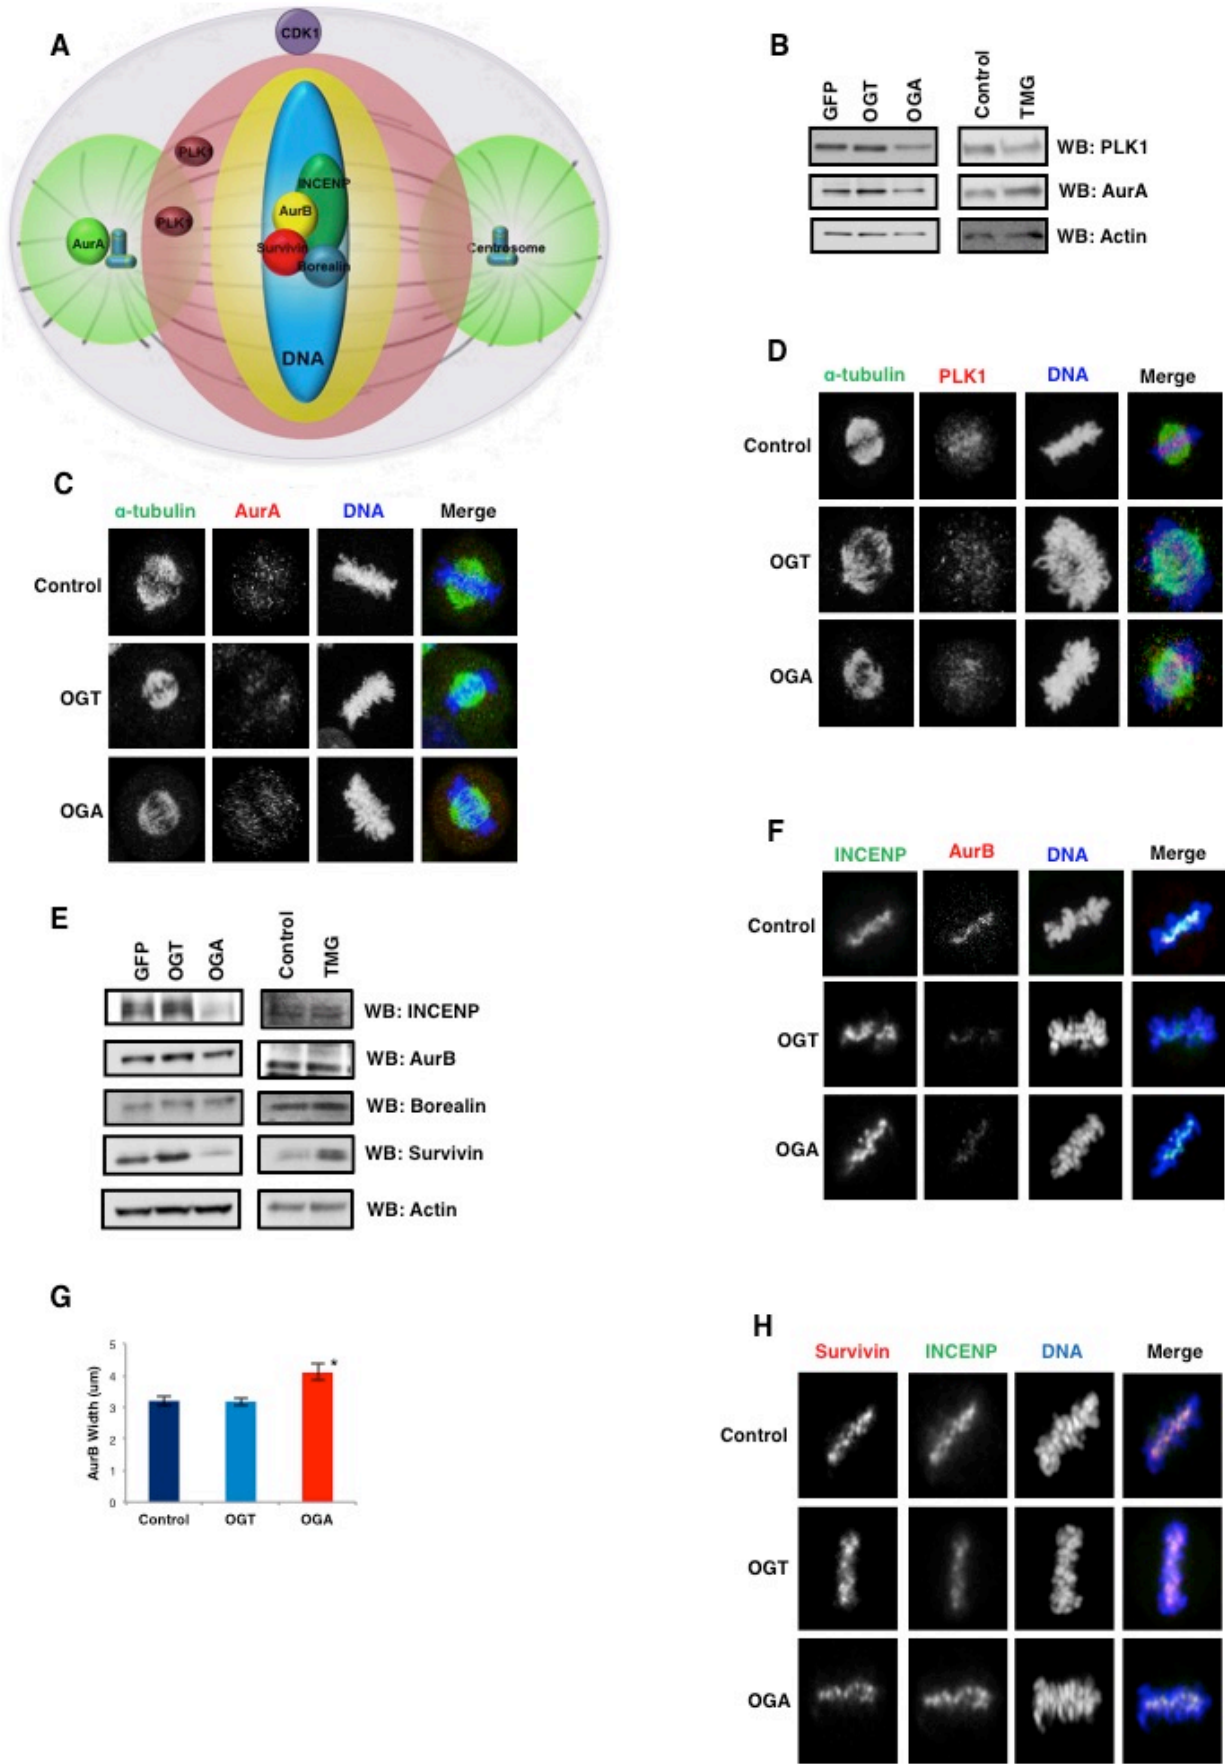 A
CDK1
PLK1
PLK1
INCENP
AurB
AurA
Survivin
Borealin
Centrosome
DNA
B
GFP OGT OGA Control TMG
WB: PLK1
WB: AurA
WB: Actin
C
α-tubulin AurA DNA Merge
Control
OGT
OGA
D
α-tubulin PLK1 DNA Merge
Control
OGT
OGA
E
GFP OGT OGA Control TMG
WB: INCENP
WB: AurB
WB: Borealin
WB: Survivin
WB: Actin
F
INCENP AurB DNA Merge
Control
OGT
OGA
G
AurB Width (um)
5
4
3
2
1
0
*
Control OGT OGA
H
Survivin INCENP DNA Merge
Control
OGT
OGA